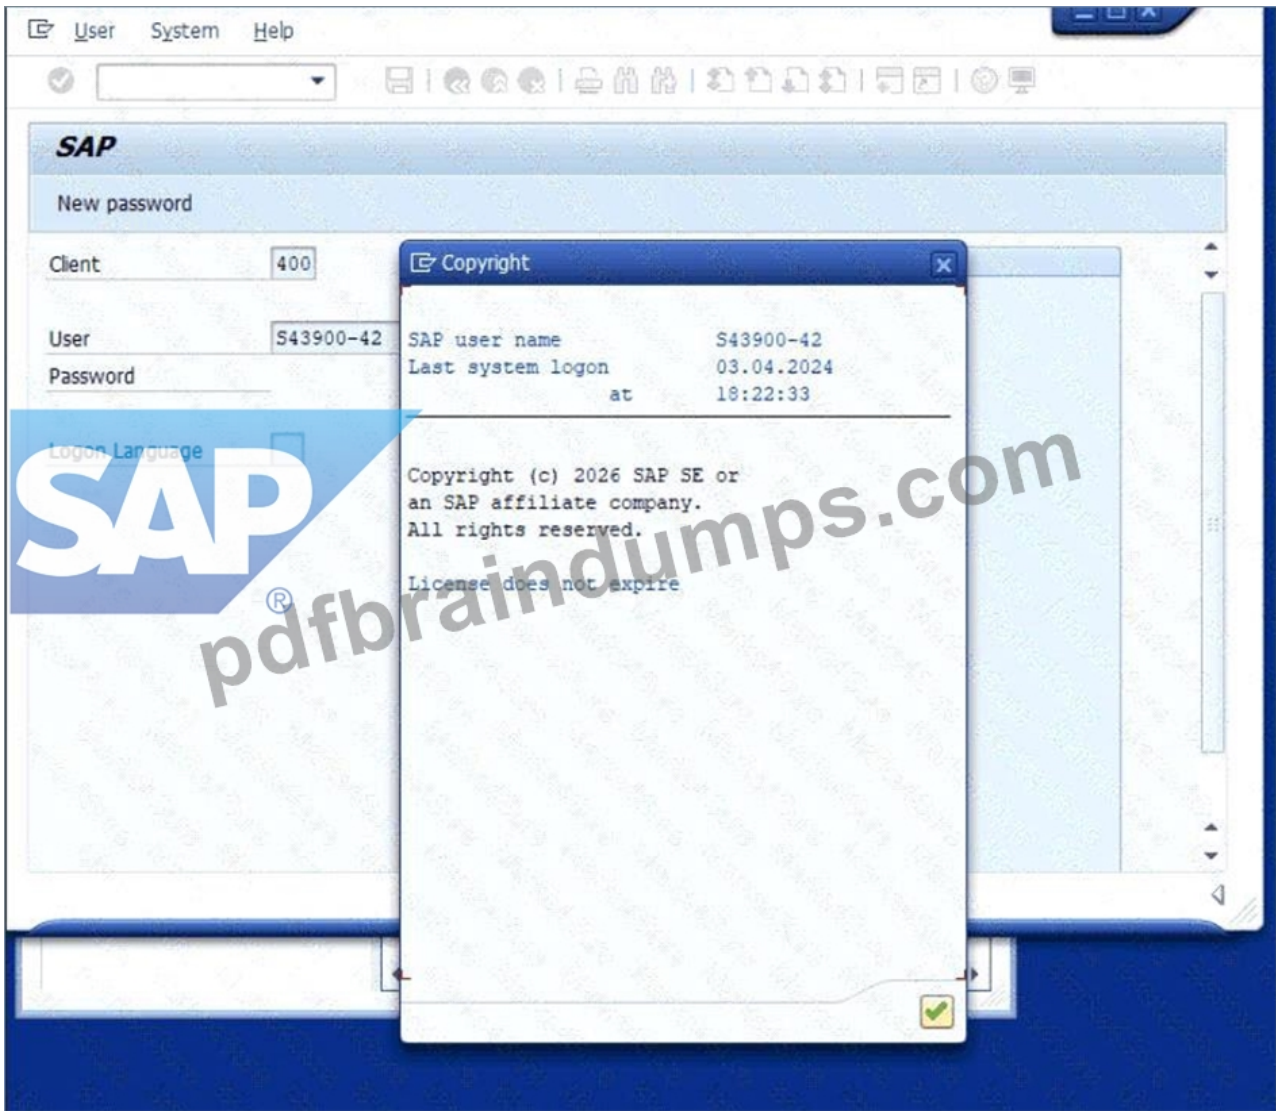 User System Help
SAP
New password
Client 400
User S43900-42
Password
Logon Language
Copyright
SAP user name S43900-42
Last system logon 03.04.2024
at 18:22:33
Copyright (c) 2026 SAP SE or
an SAP affiliate company.
All rights reserved.
License does not expire
SAP
®
pdfbraindumps.com